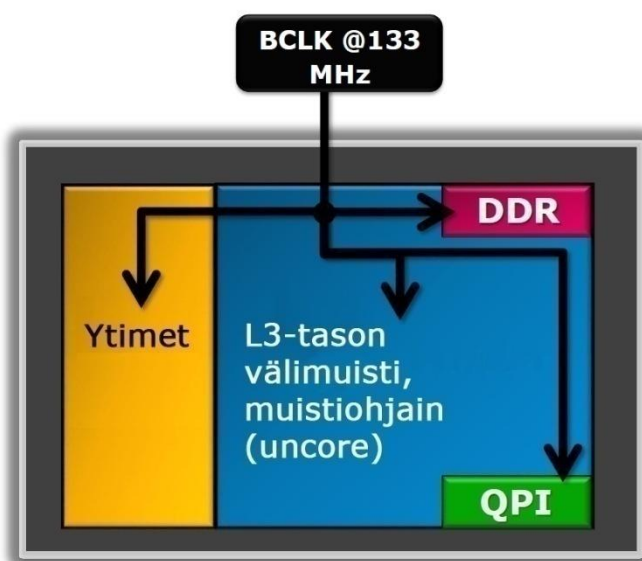 BCLK @133
MHz
DDR
Ytimet
L3-tason
välimuisti,
muistiohjain
(uncore)
QPI